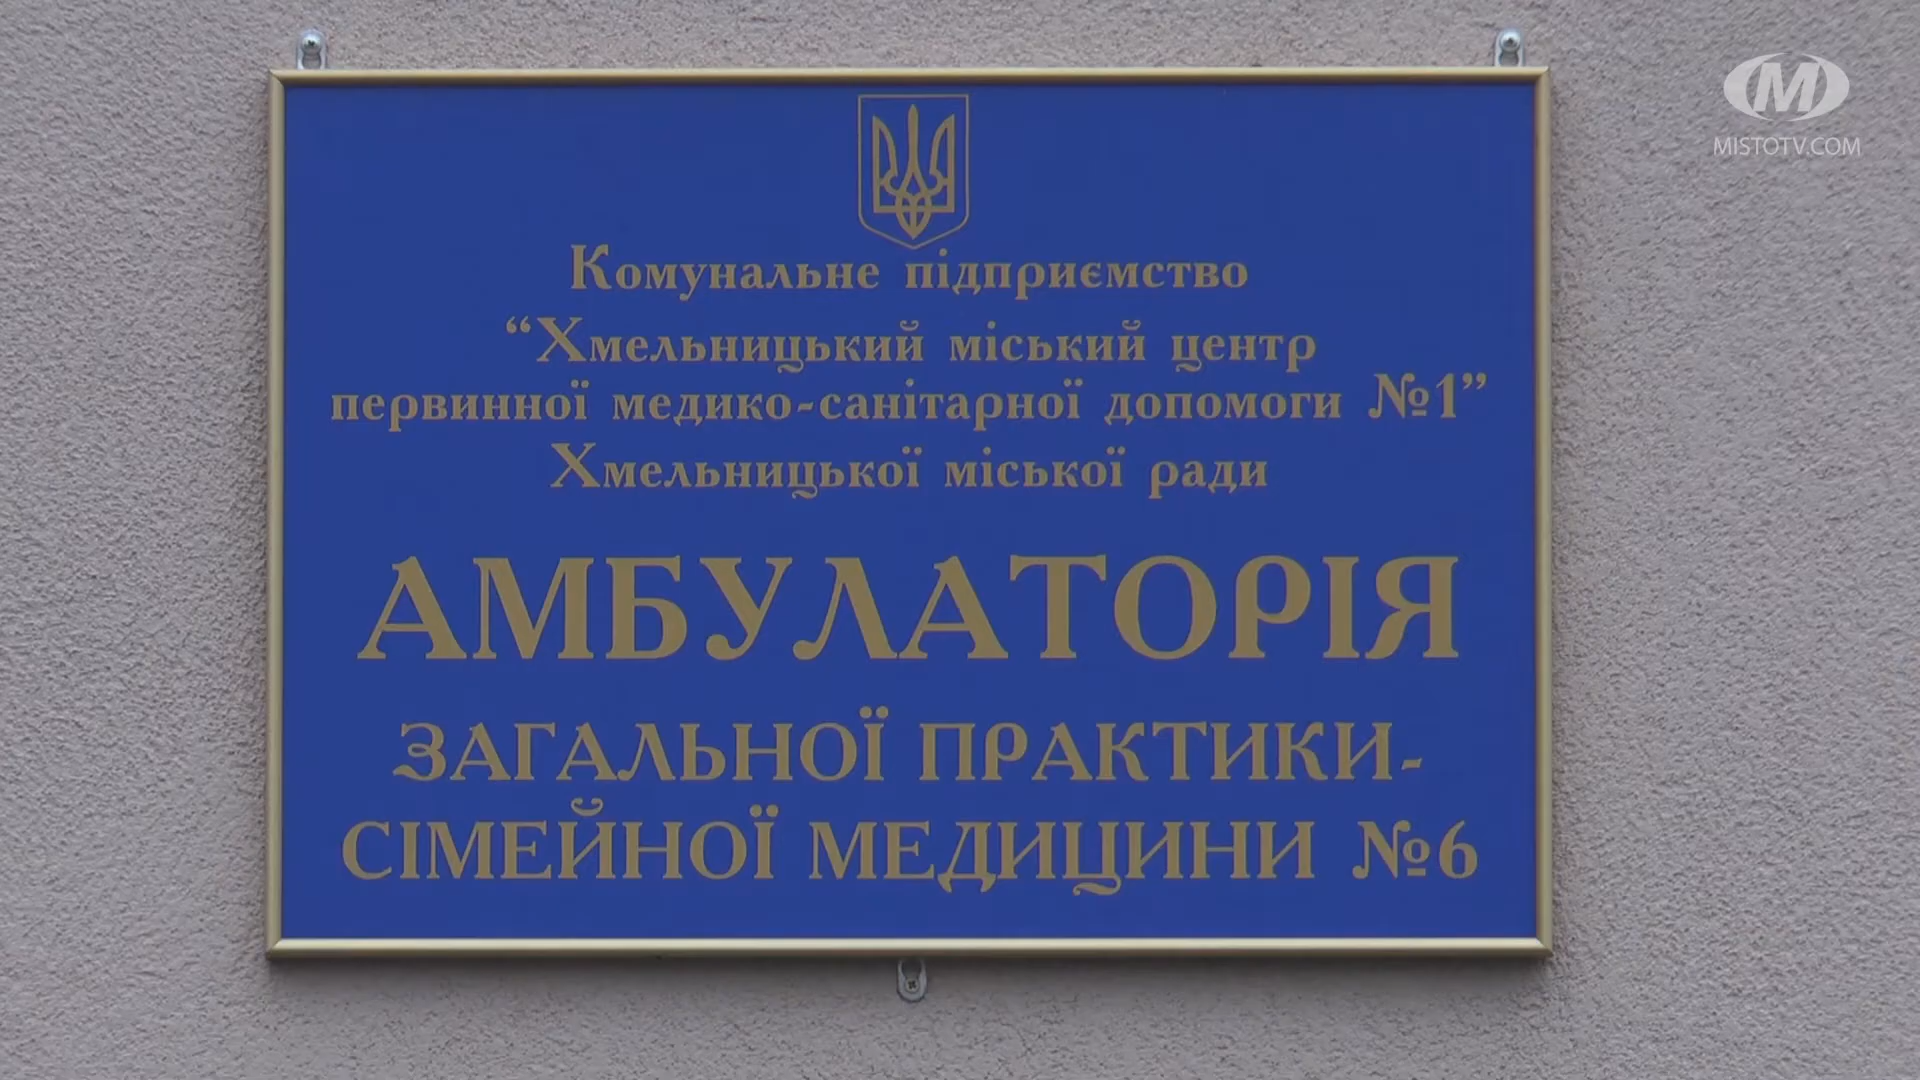 MISTOTV.COM
Комунальне підприємство
“Хмельницький міський центр
первинної медико-санітарної допомоги №1”
Хмельницької міської ради
АМБУЛАТОРІЯ
ЗАГАЛЬНОЇ ПРАКТИКИ-
СІМЕЙНОЇ МЕДИЦИНИ №6